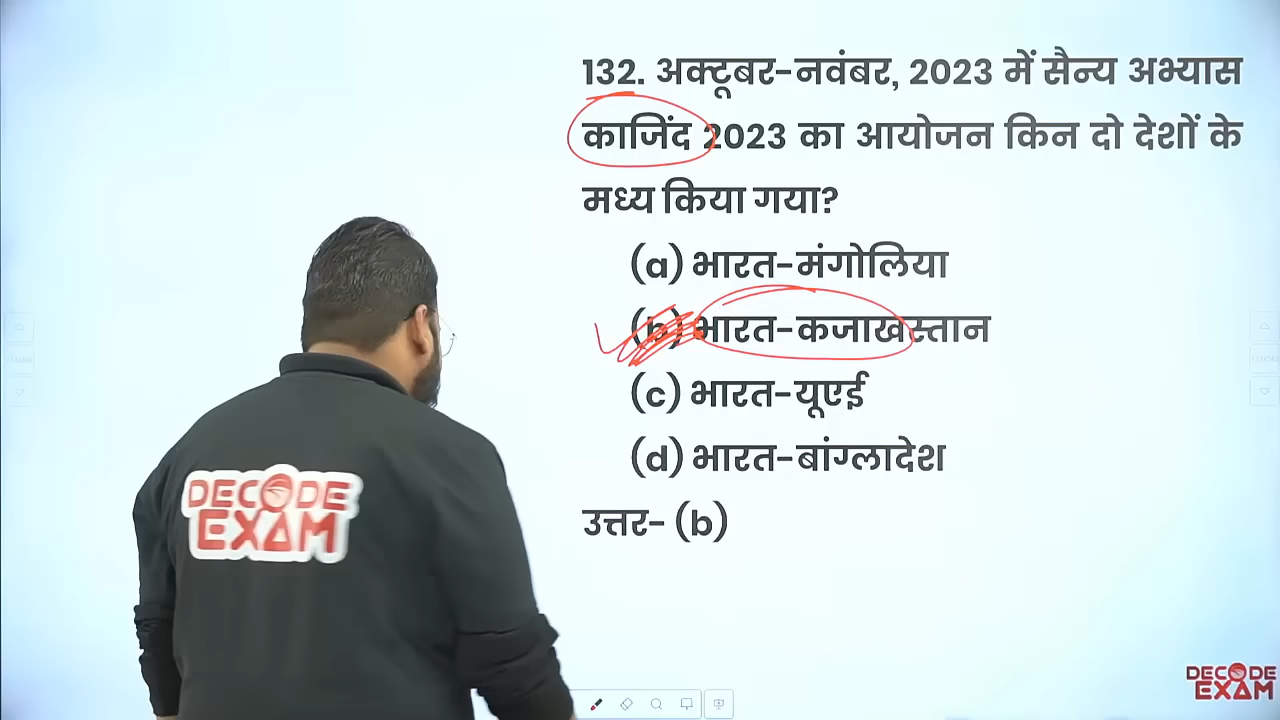 132. अक्टूबर-नवंबर, 2023 में सैन्य अभ्यास
काजिंद 2023 का आयोजन किन दो देशों के
मध्य किया गया?
(a) भारत-मंगोलिया
(b) भारत-कजाखस्तान
(c) भारत-यूएई
(d) भारत-बांग्लादेश
उत्तर- (b)
DECODE
EXAM
DECODE
EXAM